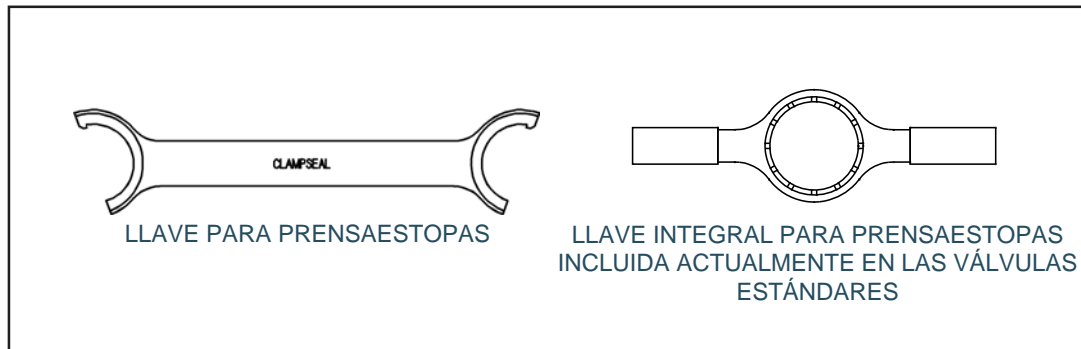 CLAMPSEAL
LLAVE PARA PRENSAESTOPAS
LLAVE INTEGRAL PARA PRENSAESTOPAS
INCLUIDA ACTUALMENTE EN LAS VÁLVULAS
ESTÁNDARES